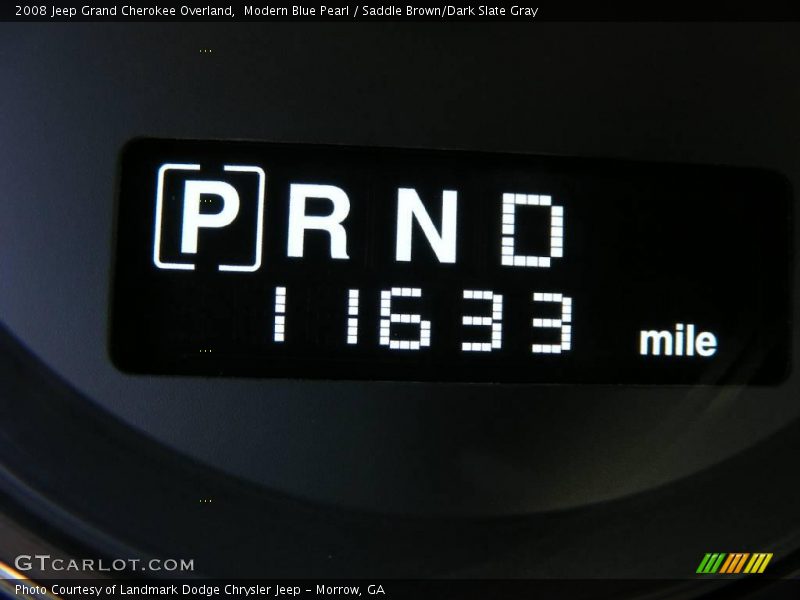 2008 Jeep Grand Cherokee Overland,  Modern Blue Pearl / Saddle Brown/Dark Slate Gray
P R N D
11633 mile
GTCARLOT.COM
Photo Courtesy of Landmark Dodge Chrysler Jeep - Morrow, GA